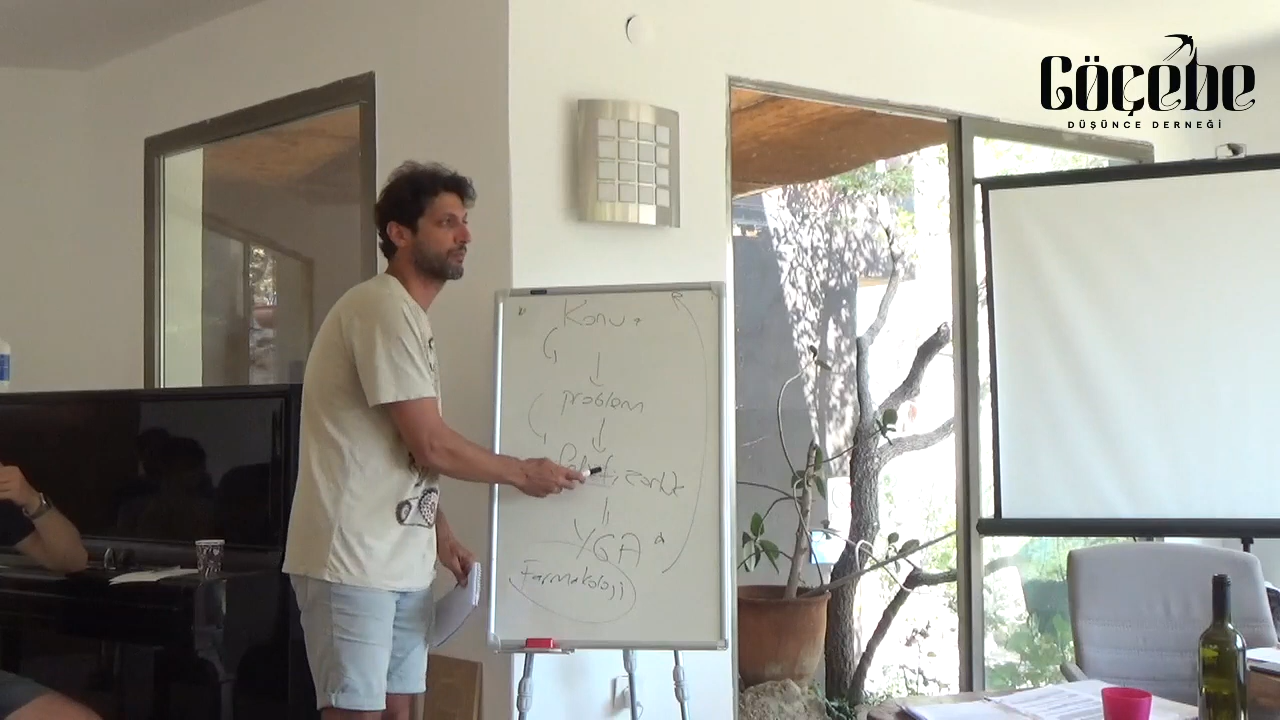 Göçebe
DÜŞÜNCE DERNEĞİ
Konu
problem
YGA
Farmakoloji